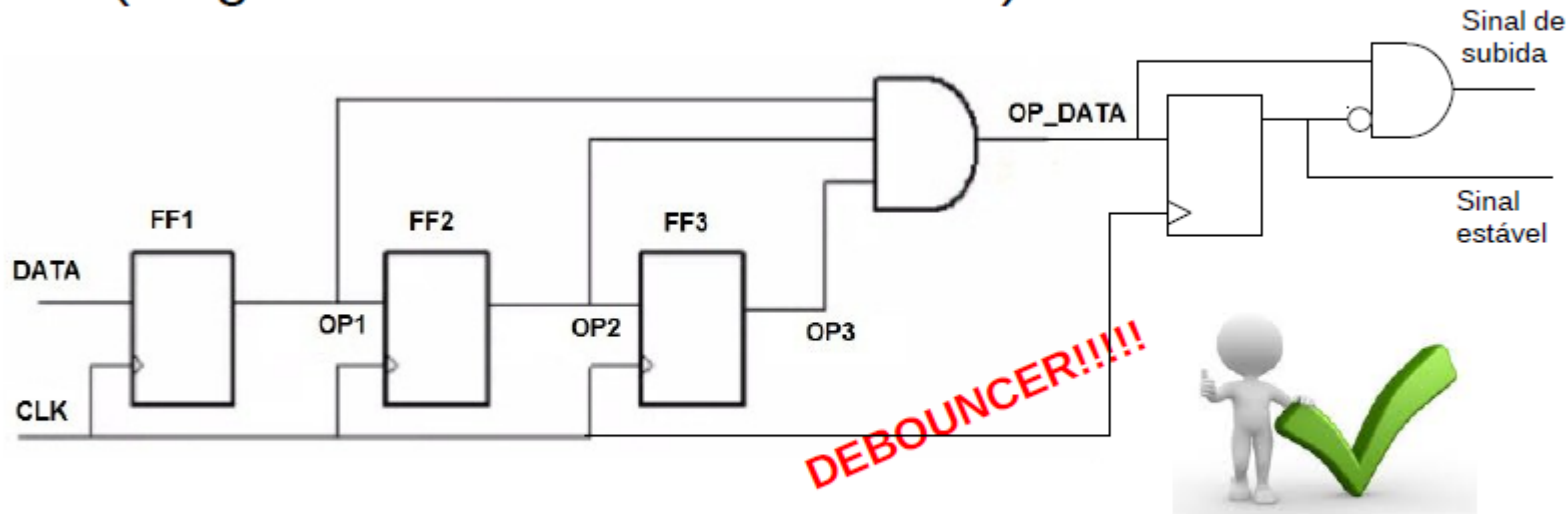 Sinal de
subida
OP_DATA
FF1
FF2
FF3
Sinal
estável
DATA
OP1
OP2
OP3
CLK
DEBOUNCER!!!!!